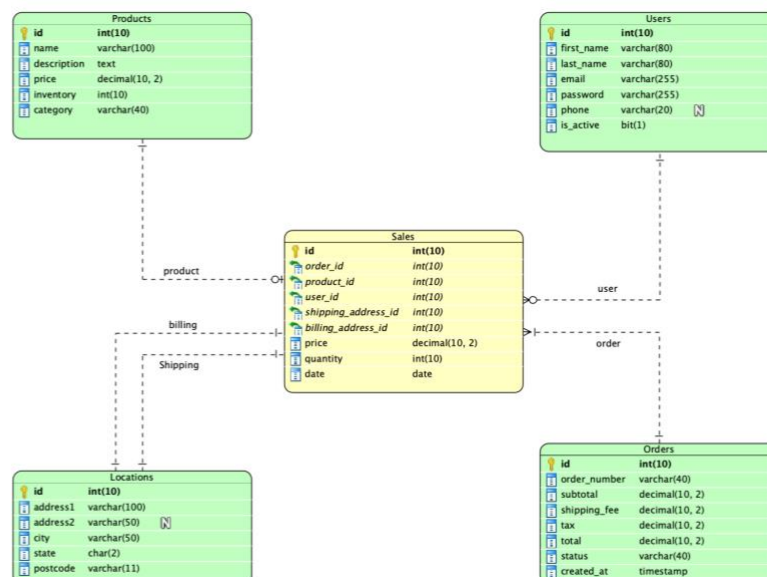 Products
id int(10)
name varchar(100)
description text
price decimal(10, 2)
inventory int(10)
category varchar(40)
Users
id int(10)
first_name varchar(80)
last_name varchar(80)
email varchar(255)
password varchar(255)
phone varchar(20) N
is_active bit(1)
Sales
id int(10)
order_id int(10)
product_id int(10)
user_id int(10)
shipping_address_id int(10)
billing_address_id int(10)
price decimal(10, 2)
quantity int(10)
date date
product
user
billing
order
Shipping
Locations
id int(10)
address1 varchar(100)
address2 varchar(50) N
city varchar(50)
state char(2)
postcode varchar(11)
Orders
id int(10)
order_number varchar(40)
subtotal decimal(10, 2)
shipping_fee decimal(10, 2)
tax decimal(10, 2)
total decimal(10, 2)
status varchar(40)
created_at timestamp